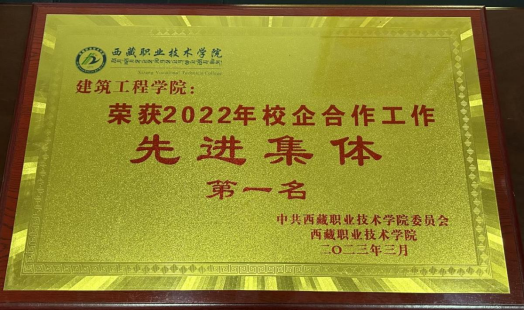 西藏职业技术学院
建筑工程学院：
荣获2022年校企合作工作
先进集体
第一名
中共西藏职业技术学院委员会
西藏职业技术学院
二〇二三年三月